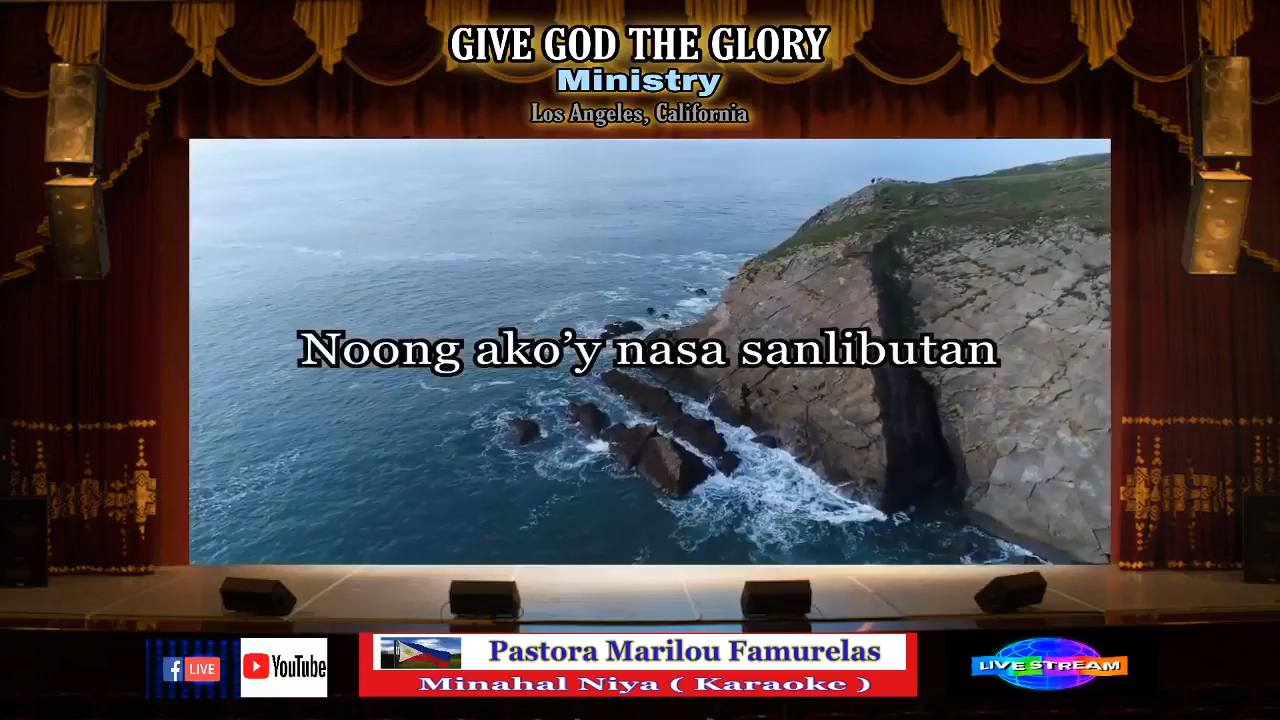 GIVE GOD THE GLORY
Ministry
Los Angeles, California
Noong ako’y nasa sanlibutan
f LIVE
YouTube
Pastora Marilou Famurelas
Minahal Niya ( Karaoke )
LIVE STREAM